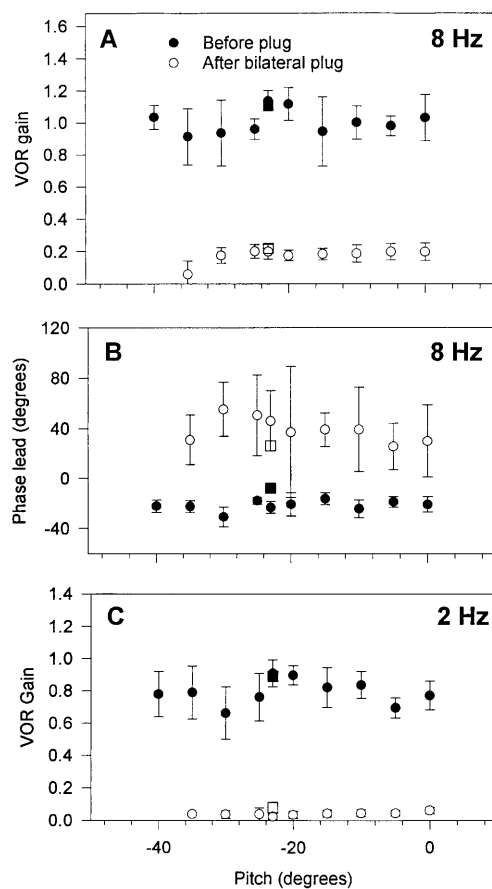 A
8 Hz
Before plug
After bilateral plug
VOR gain
1.6
1.4
1.2
1.0
0.8
0.6
0.4
0.2
0.0
B
8 Hz
Phase lead (degrees)
120
80
40
0
-40
C
2 Hz
VOR Gain
1.4
1.2
1.0
0.8
0.6
0.4
0.2
0.0
-40 -20 0
Pitch (degrees)